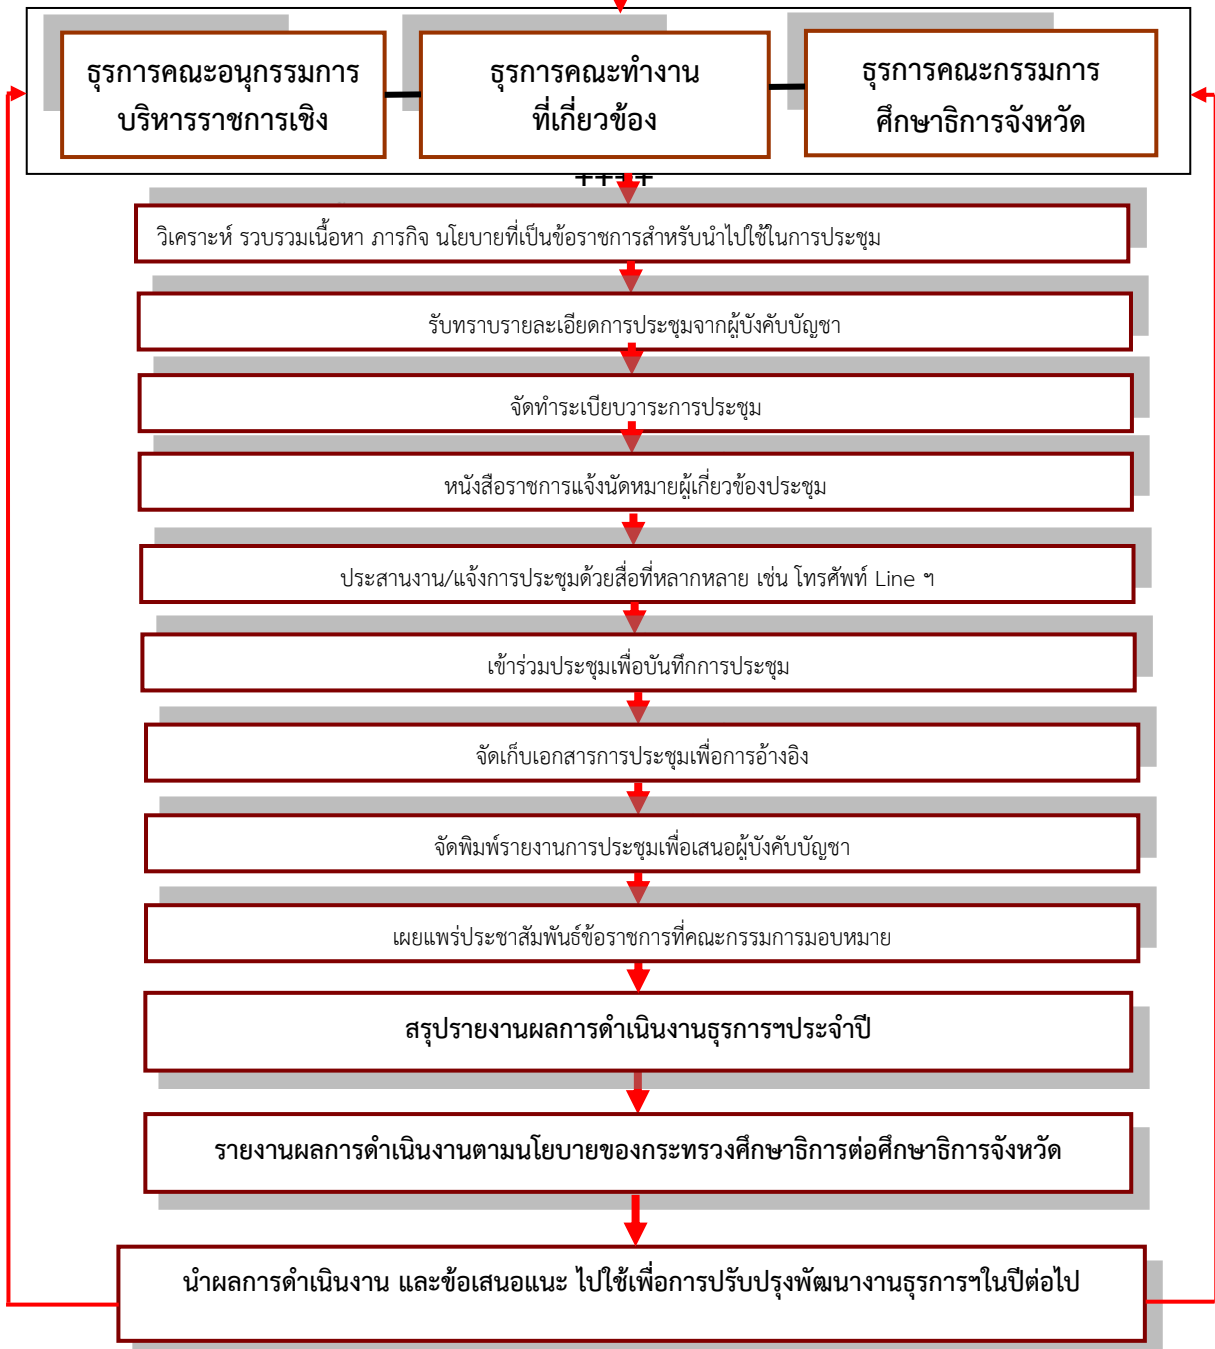 ธุรการคณะอนุกรรมการ
บริหารราชการเชิง
ธุรการคณะทำงาน
ที่เกี่ยวข้อง
ธุรการคณะกรรมการ
ศึกษาธิการจังหวัด
++++
วิเคราะห์ รวบรวมเนื้อหา ภารกิจ นโยบายที่เป็นข้อราชการสำหรับนำไปใช้ในการประชุม
รับทราบรายละเอียดการประชุมจากผู้บังคับบัญชา
จัดทำระเบียบวาระการประชุม
หนังสือราชการแจ้งนัดหมายผู้เกี่ยวข้องประชุม
ประสานงาน/แจ้งการประชุมด้วยสื่อที่หลากหลาย เช่น โทรศัพท์ Line ฯ
เข้าร่วมประชุมเพื่อบันทึกการประชุม
จัดเก็บเอกสารการประชุมเพื่อการอ้างอิง
จัดพิมพ์รายงานการประชุมเพื่อเสนอผู้บังคับบัญชา
เผยแพร่ประชาสัมพันธ์ข้อราชการที่คณะกรรมการมอบหมาย
สรุปรายงานผลการดำเนินงานธุรการฯประจำปี
รายงานผลการดำเนินงานตามนโยบายของกระทรวงศึกษาธิการต่อศึกษาธิการจังหวัด
นำผลการดำเนินงาน และข้อเสนอแนะ ไปใช้เพื่อการปรับปรุงพัฒนางานธุรการฯในปีต่อไป